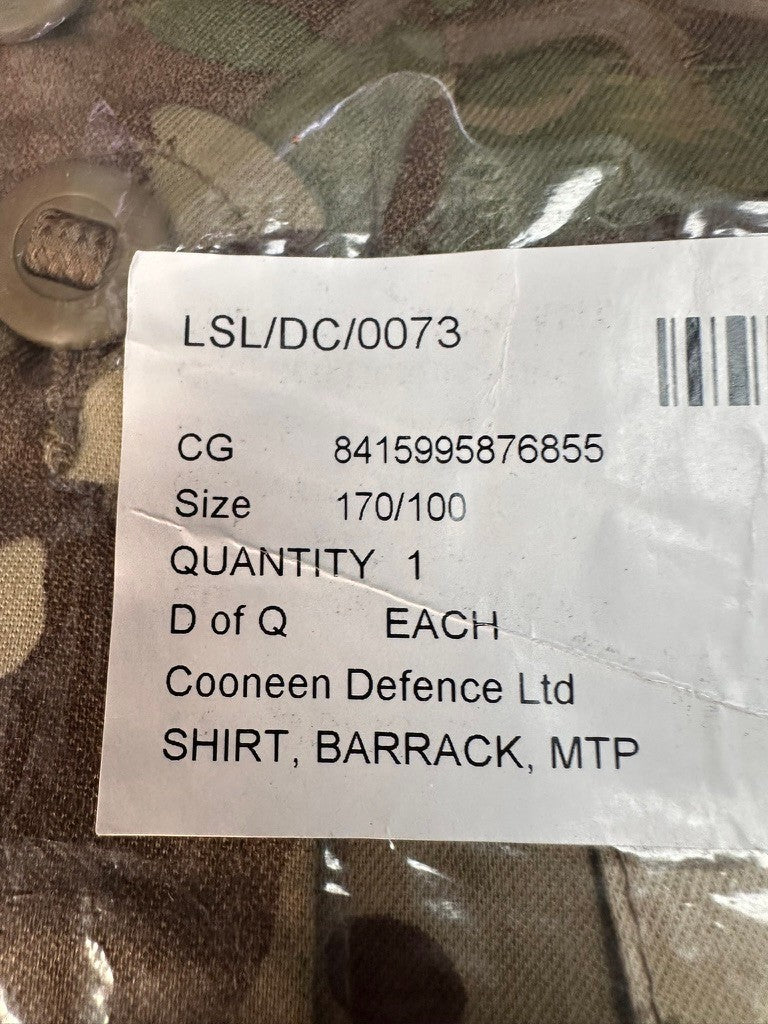 LSL/DC/0073
CG 8415995876855
Size 170/100
QUANTITY 1
D of Q EACH
Cooneen Defence Ltd
SHIRT, BARRACK, MTP